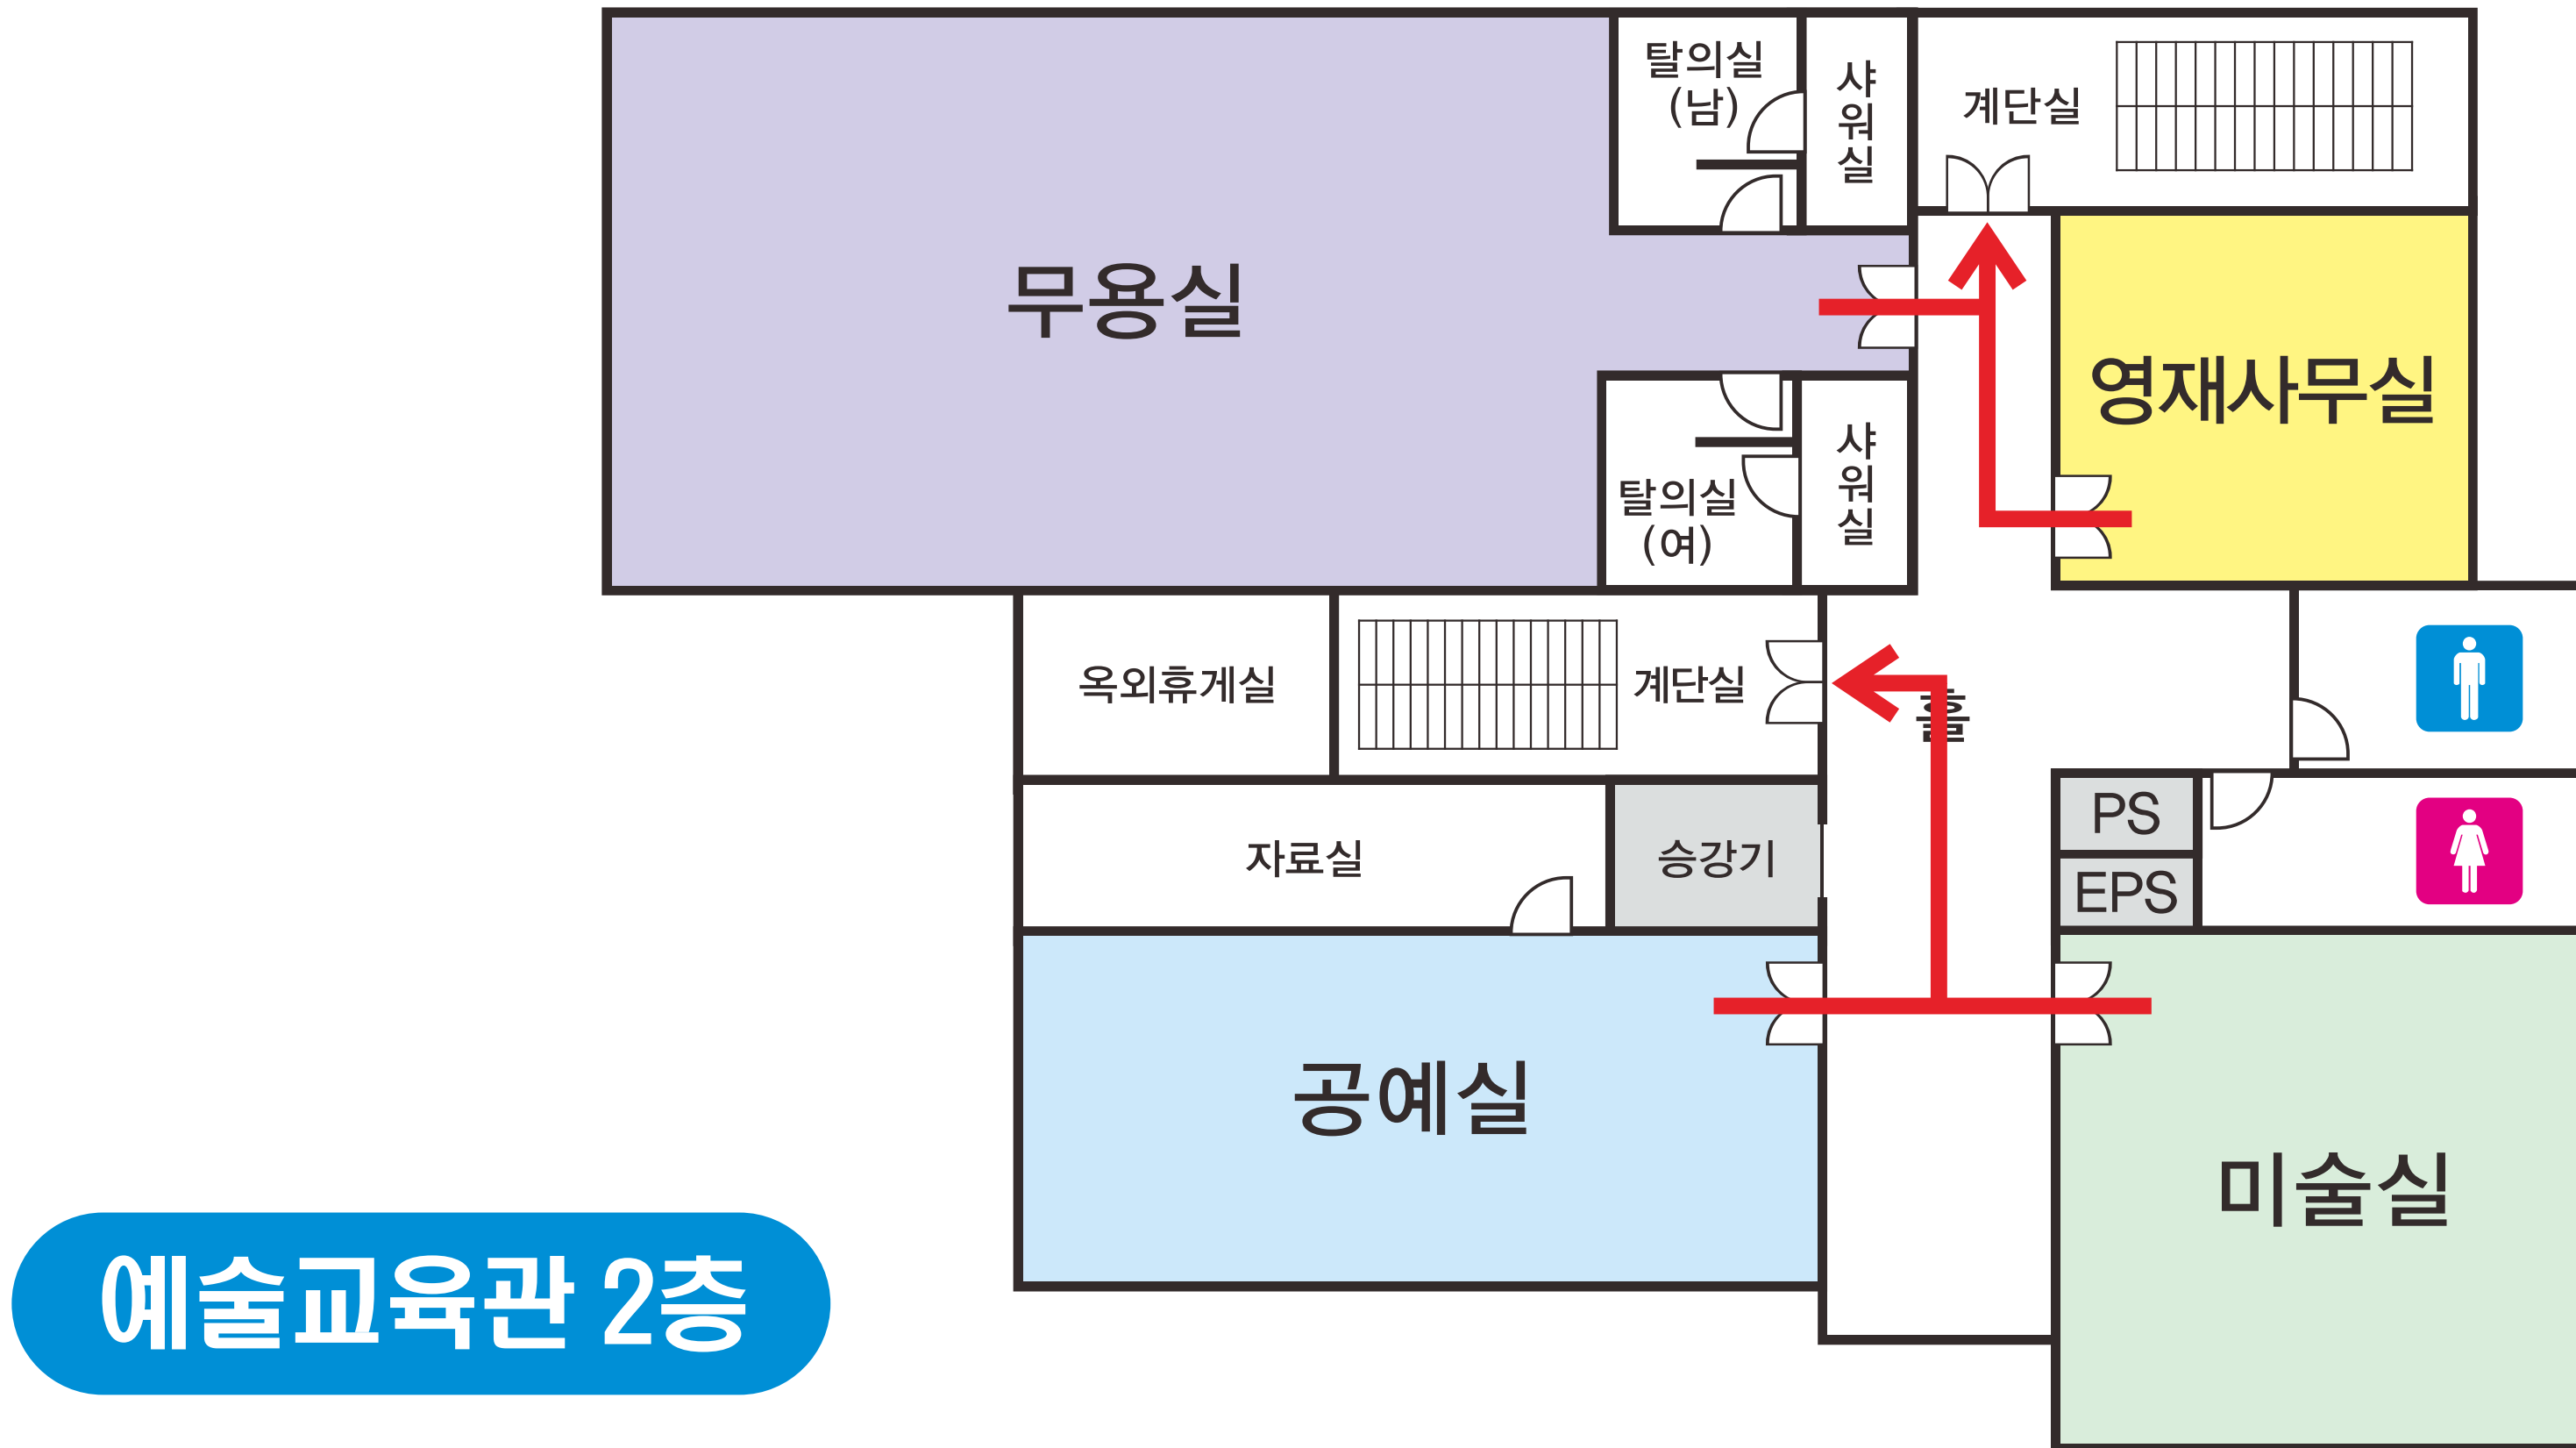 탈의실
(남)
샤워실
계단실
무용실
영재사무실
탈의실
(여)
샤워실
옥외휴게실
계단실
홀
자료실
승강기
PS
EPS
공예실
미술실
예술교육관 2층